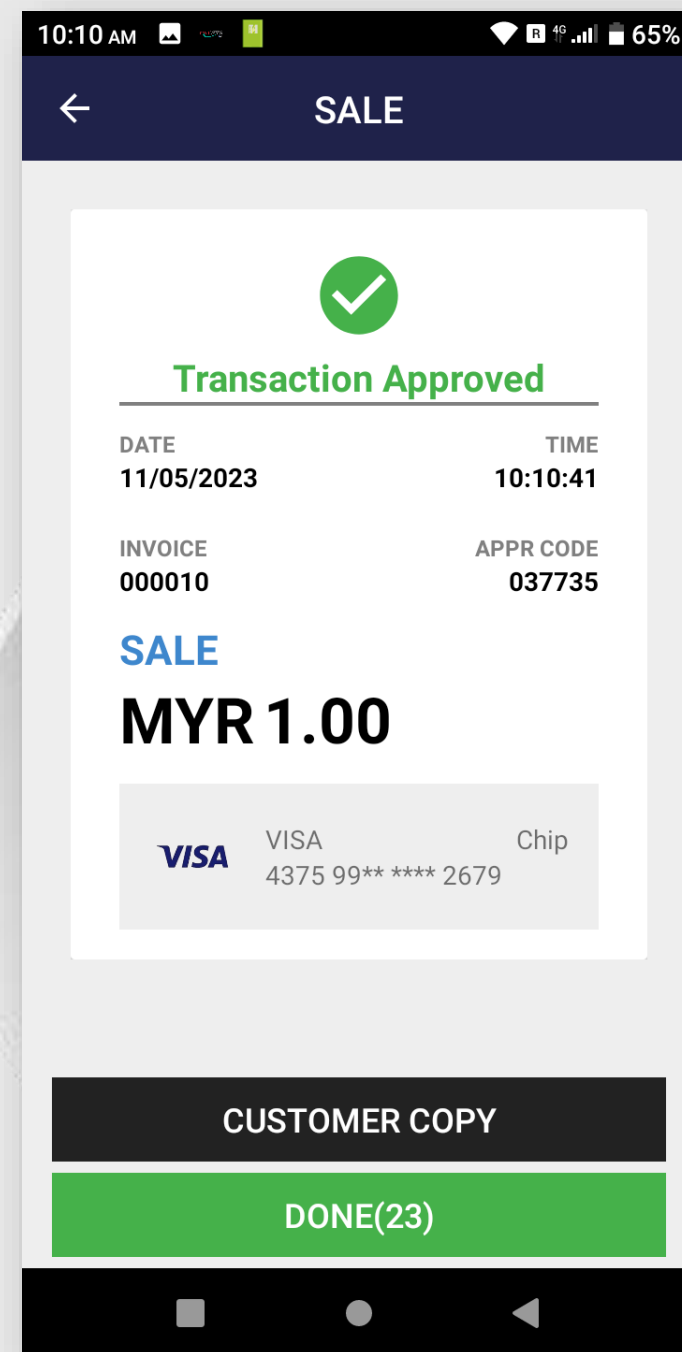 10:10 AM R 4G 65%
SALE
Transaction Approved
DATE TIME
11/05/2023 10:10:41
INVOICE APPR CODE
000010 037735
SALE
MYR 1.00
VISA VISA Chip
4375 99** **** 2679
CUSTOMER COPY
DONE(23)